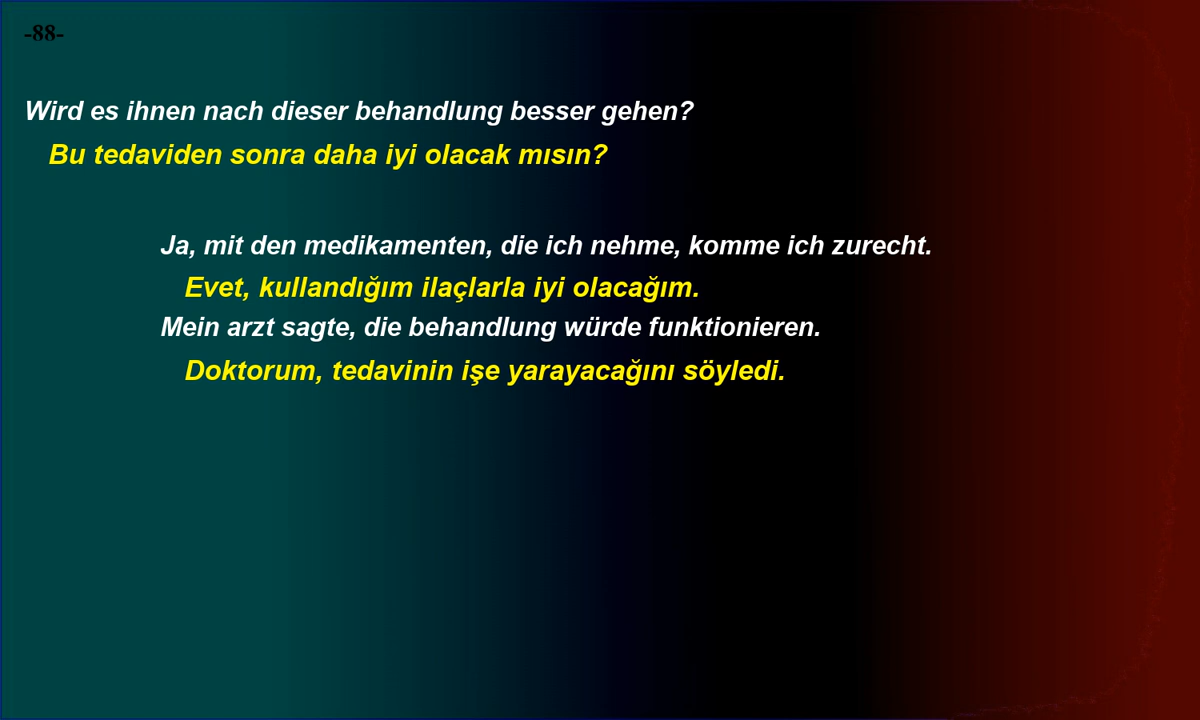 -88-
Wird es ihnen nach dieser behandlung besser gehen?
Bu tedaviden sonra daha iyi olacak mısın?
Ja, mit den medikamenten, die ich nehme, komme ich zurecht.
Evet, kullandığım ilaçlarla iyi olacağım.
Mein arzt sagte, die behandlung würde funktionieren.
Doktorum, tedavinin işe yarayacağını söyledi.